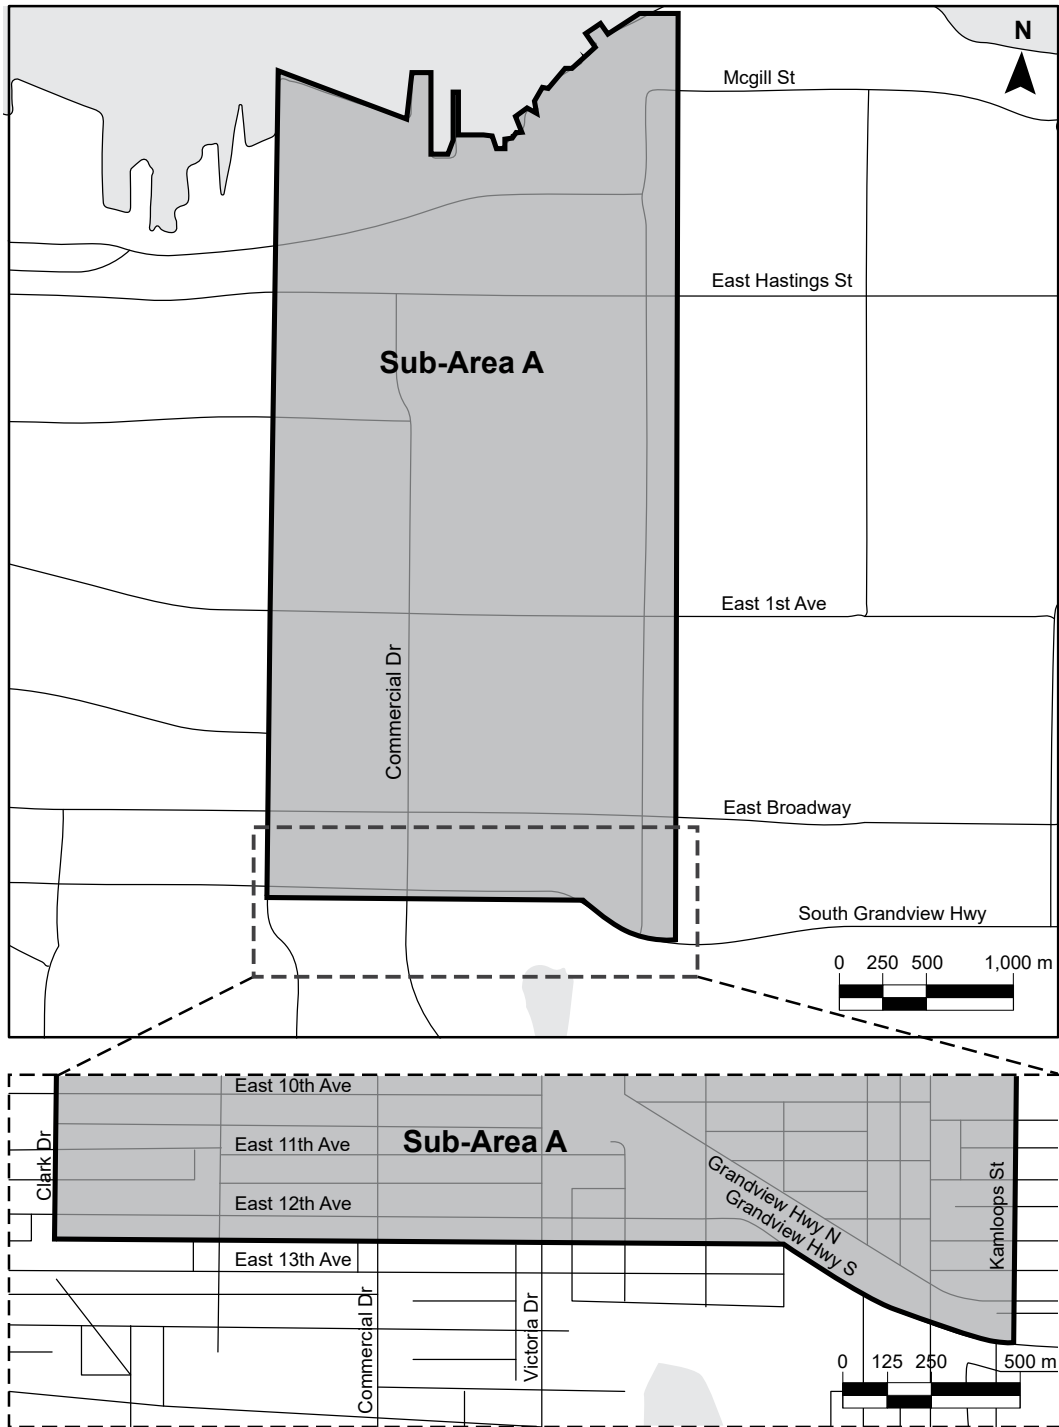 N
Mcgill St
East Hastings St
Sub-Area A
East 1st Ave
Commercial Dr
East Broadway
South Grandview Hwy
0 250 500 1,000 m
East 10th Ave
Clark Dr
East 11th Ave
Sub-Area A
Grandview Hwy N
Grandview Hwy S
Kamloops St
East 12th Ave
East 13th Ave
Commercial Dr
Victoria Dr
0 125 250 500 m